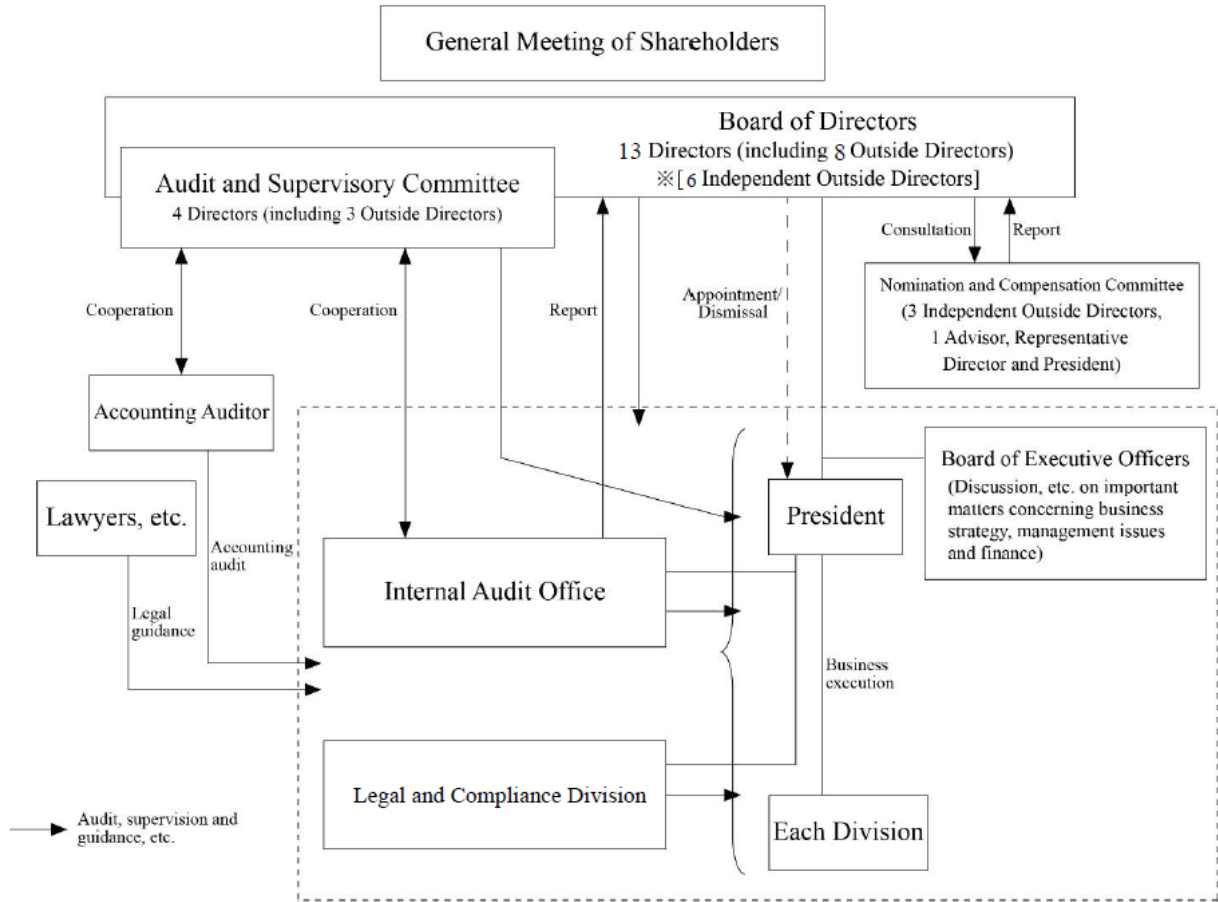 General Meeting of Shareholders
Board of Directors
13 Directors (including 8 Outside Directors)
※[6 Independent Outside Directors]
Audit and Supervisory Committee
4 Directors (including 3 Outside Directors)
Cooperation
Cooperation
Report
Appointment/
Dismissal
Consultation
Report
Nomination and Compensation Committee
(3 Independent Outside Directors,
1 Advisor, Representative
Director and President)
Accounting Auditor
Lawyers, etc.
Accounting
audit
Legal
guidance
Internal Audit Office
President
Board of Executive Officers
(Discussion, etc. on important
matters concerning business
strategy, management issues
and finance)
Business
execution
Legal and Compliance Division
Each Division
Audit, supervision and
guidance, etc.